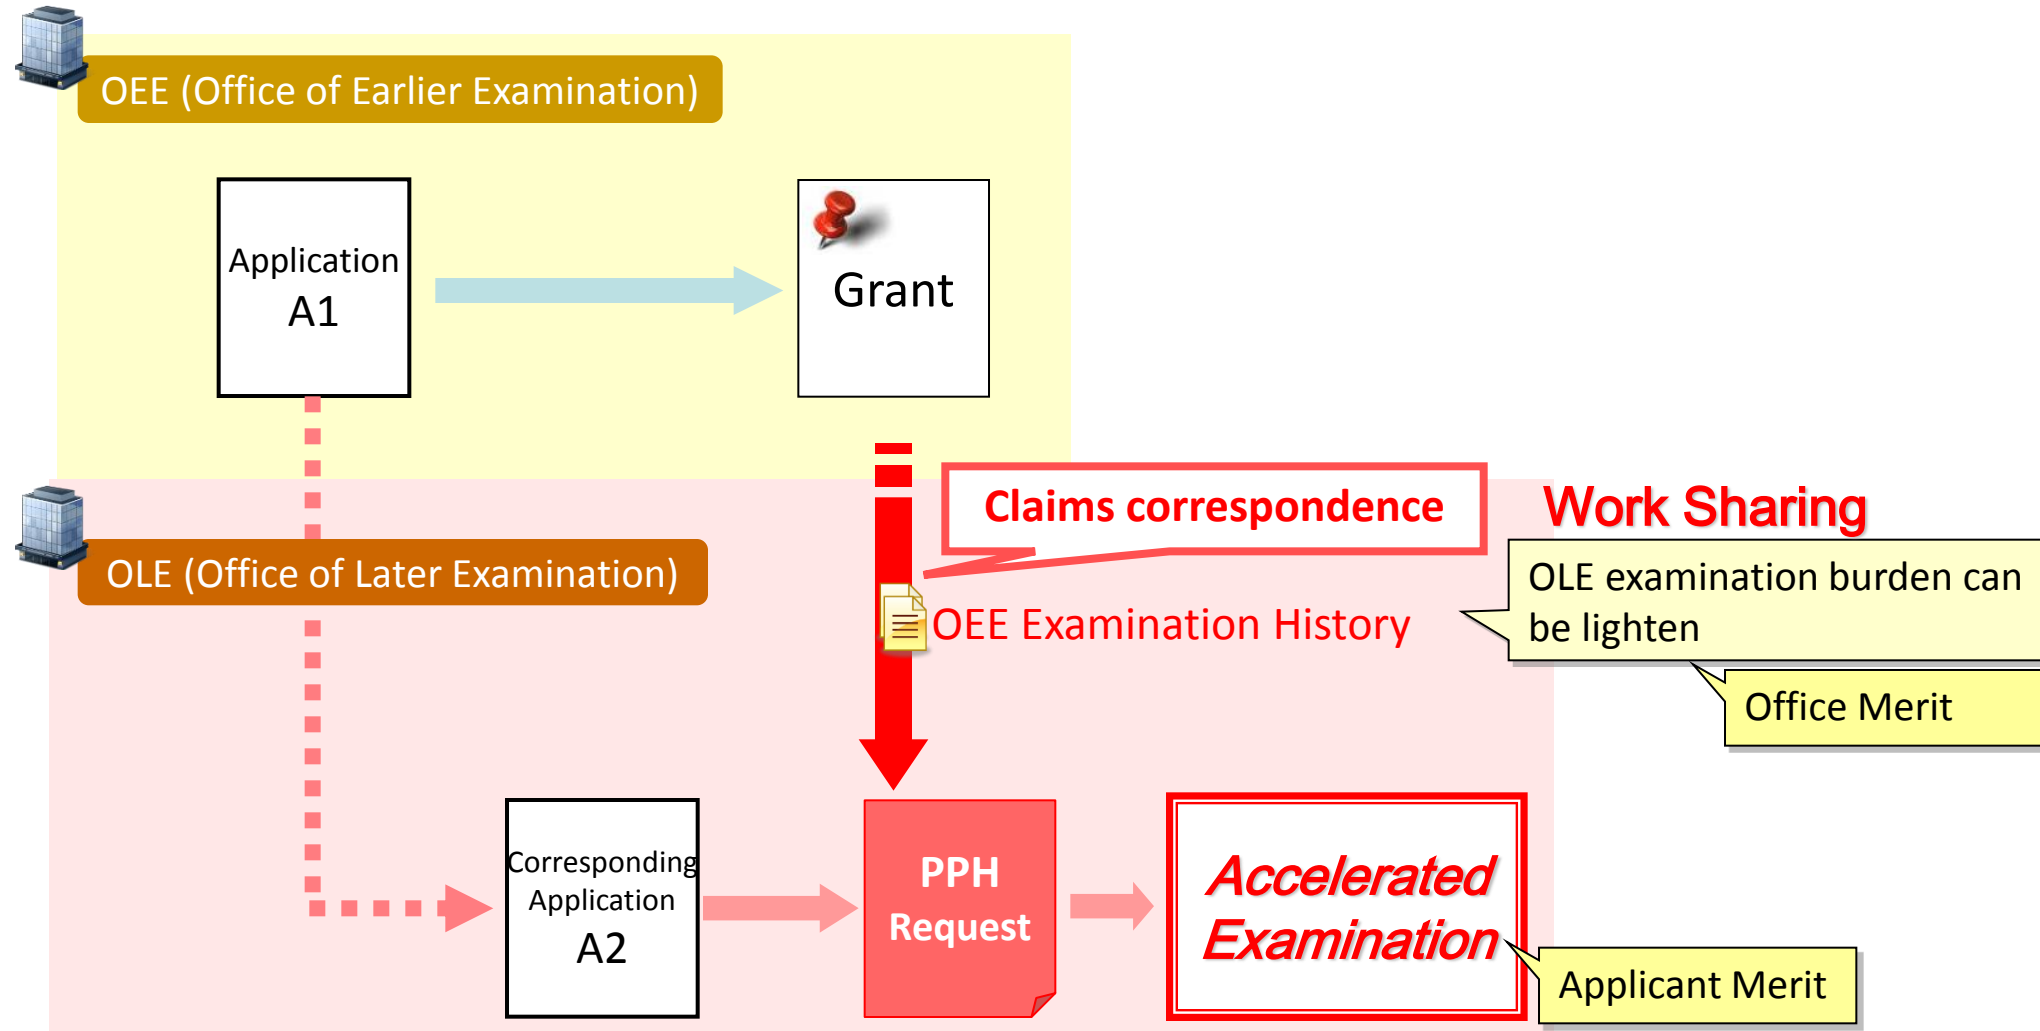 OEE (Office of Earlier Examination)
Application
A1
Grant
Claims correspondence
Work Sharing
OLE (Office of Later Examination)
OLE examination burden can
be lighten
OEE Examination History
Office Merit
Corresponding
Application
A2
PPH
Request
Accelerated
Examination
Applicant Merit